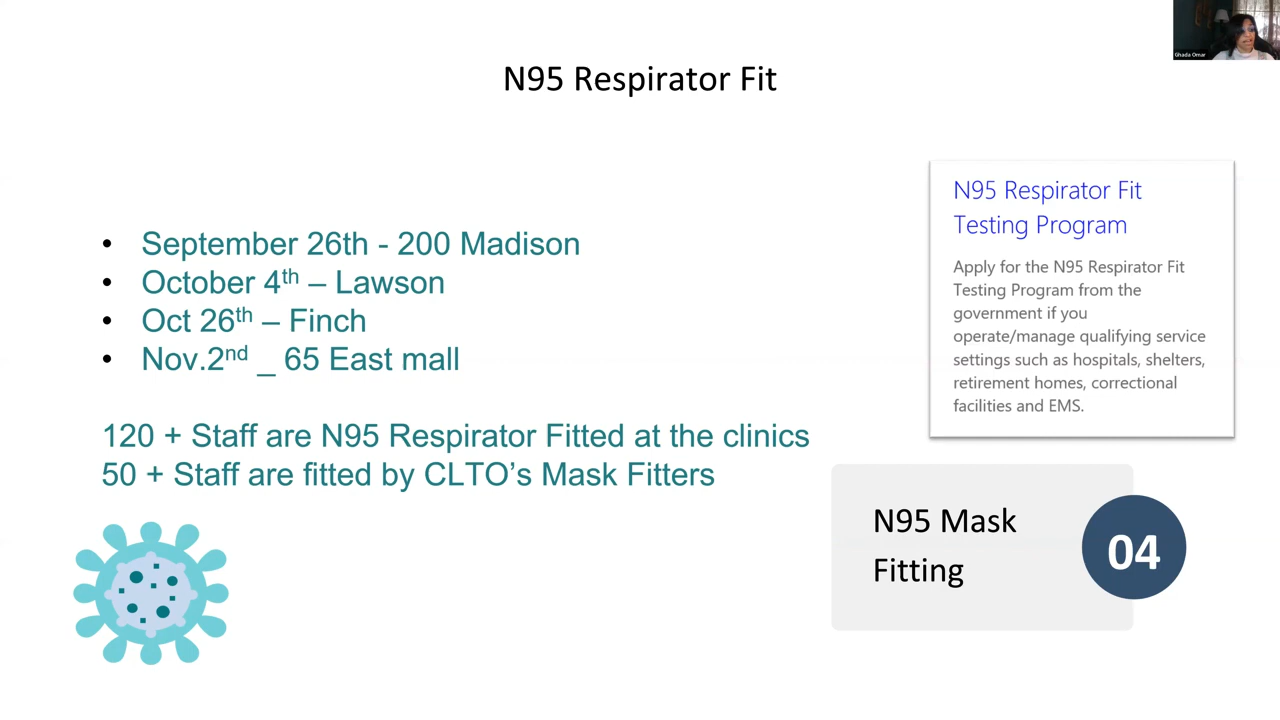 Ghada Omar
N95 Respirator Fit
• September 26th - 200 Madison
• October 4th – Lawson
• Oct 26th – Finch
• Nov.2nd _ 65 East mall
120 + Staff are N95 Respirator Fitted at the clinics
50 + Staff are fitted by CLTO’s Mask Fitters
N95 Respirator Fit
Testing Program
Apply for the N95 Respirator Fit
Testing Program from the
government if you
operate/manage qualifying service
settings such as hospitals, shelters,
retirement homes, correctional
facilities and EMS.
N95 Mask
Fitting
04